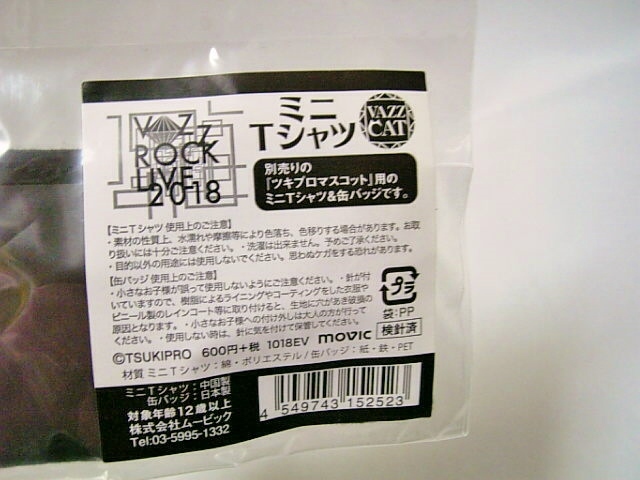 VAZZ
ROCK
LIVE
2018
ミニ
Tシャツ
VAZZ
CAT
別売りの
『ツキプロマスコット』用の
ミニTシャツ&缶バッジです。
【ミニTシャツ 使用上のご注意】
・素材の性質上、水濡れや摩擦等により色落ち、色移りする場合があります。お取
り扱いには十分ご注意ください。・洗濯は出来ません。予めご了承ください。
・目的以外の用途には使用しないでください。思わぬケガをする恐れがあります。
【缶バッジ 使用上のご注意】
・小さなお子様が誤って使用しないようにご注意ください。・針が付
いていますので、樹脂によるライニングやコーティングをした衣服や
ビニール製のレインコート等に取り付けると、生地に穴があき破損の
原因となります。・小さなお子様への付け外しは大人の方が行って
ください。・使用しない時は、針に気を付けて保管してください。
プラ
袋:PP
検針済
©TSUKIPRO 600円+税 1018EV movic
材質 ミニTシャツ:綿・ポリエステル/缶バッジ:紙・鉄・PET
ミニTシャツ:中国製
缶バッジ:日本製
対象年齢12歳以上
株式会社ムービック
Tel:03-5995-1332
4 549743 152523